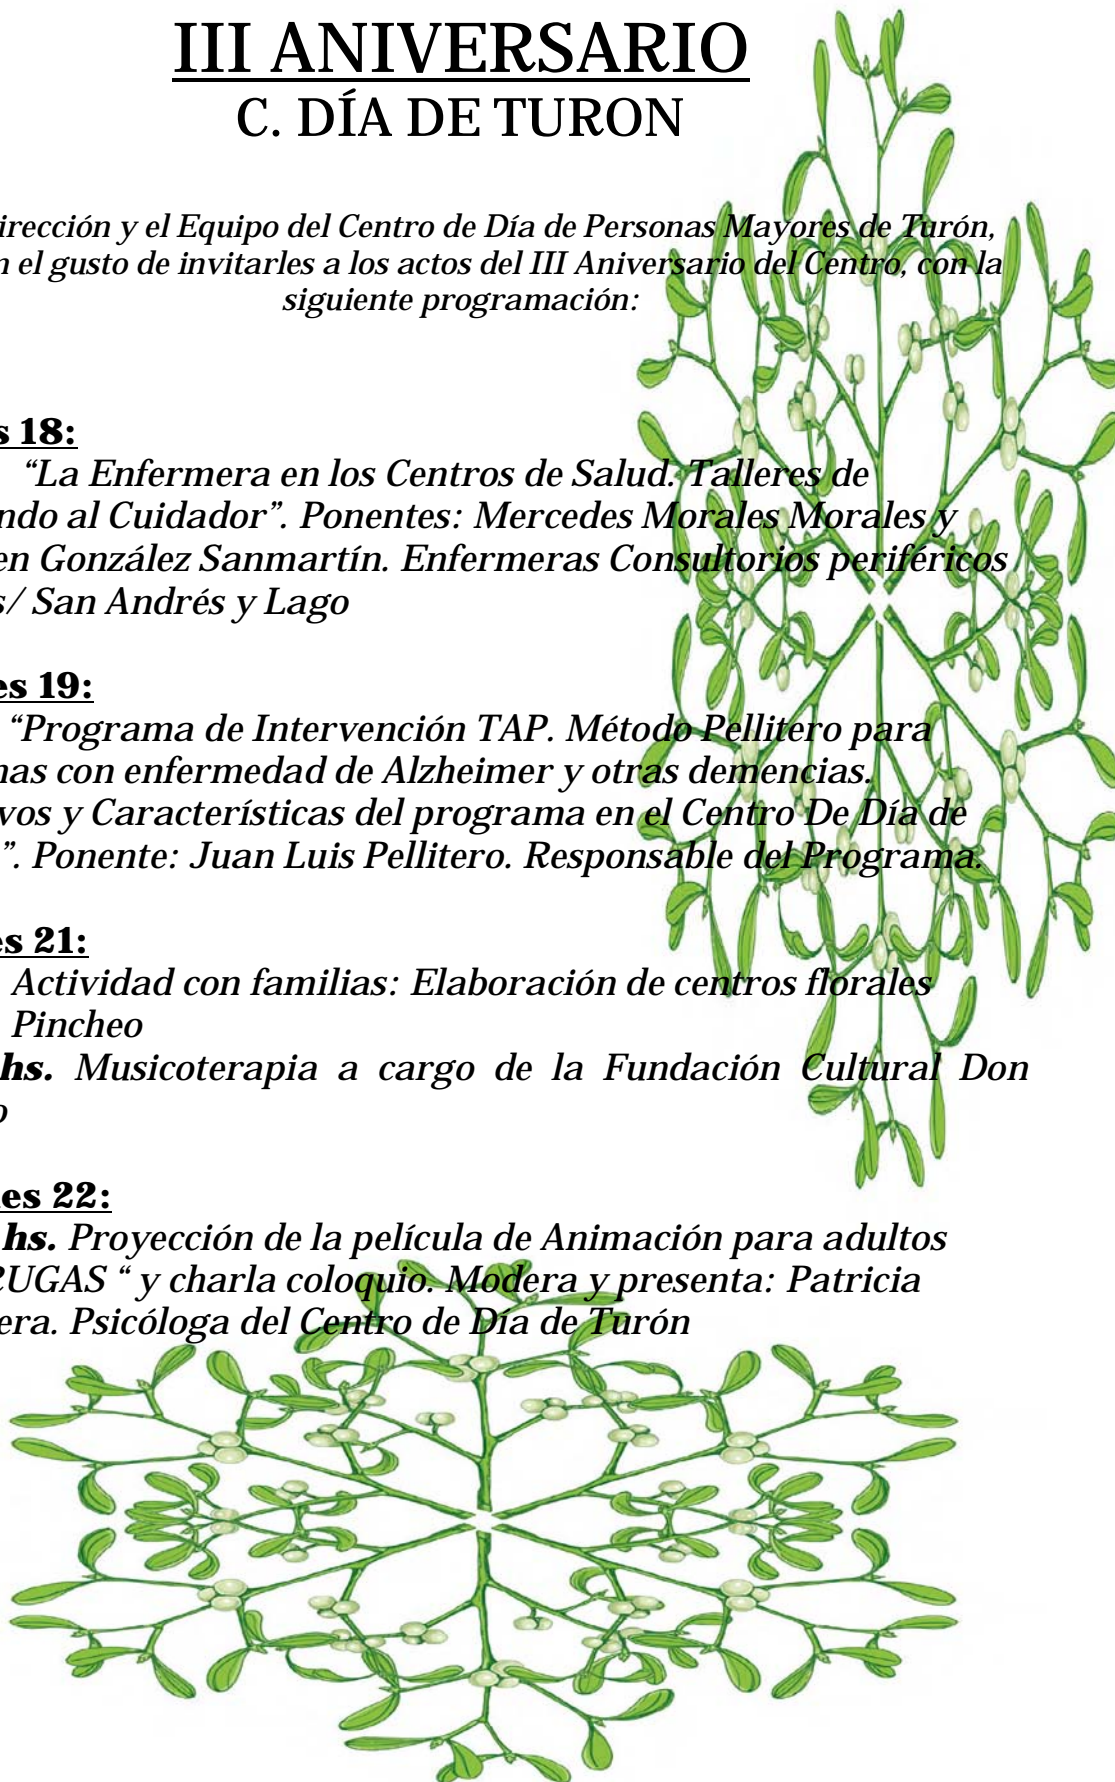 III ANIVERSARIO
C. DÍA DE TURON
irección y el Equipo del Centro de Día de Personas Mayores de Turón,
n el gusto de invitarles a los actos del III Aniversario del Centro, con la
siguiente programación:
s 18:
“La Enfermera en los Centros de Salud. Talleres de
ndo al Cuidador”. Ponentes: Mercedes Morales Morales y
en González Sanmartín. Enfermeras Consultorios periféricos
s/ San Andrés y Lago
es 19:
“Programa de Intervención TAP. Método Pellitero para
nas con enfermedad de Alzheimer y otras demencias.
vos y Características del programa en el Centro De Día de
”. Ponente: Juan Luis Pellitero. Responsable del Programa.
es 21:
Actividad con familias: Elaboración de centros florales
Pincheo
hs. Musicoterapia a cargo de la Fundación Cultural Don
o
es 22:
hs. Proyección de la película de Animación para adultos
RUGAS “ y charla coloquio. Modera y presenta: Patricia
era. Psicóloga del Centro de Día de Turón